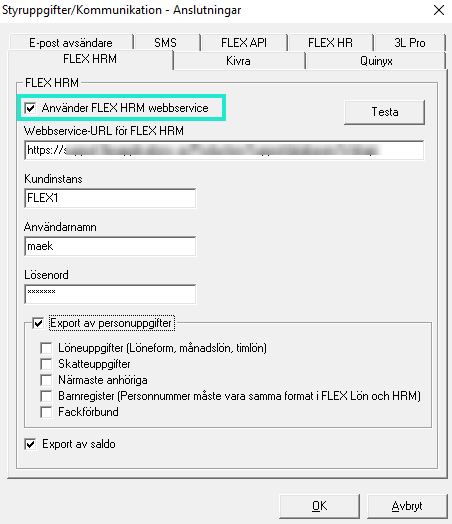 Styruppgifter/Kommunikation - Anslutningar
E-post avsändare SMS FLEX API FLEX HR 3L Pro
FLEX HRM Kivra Quinyx
FLEX HRM
Använder FLEX HRM webbservice
Testa
Webbservice-URL för FLEX HRM
https://s
Kundinstans
FLEX1
Användarnamn
maek
Lösenord
×××××××
Export av personuppgifter
Löneuppgifter (Löneform, månadslön, timlön)
Skatteuppgifter
Närmaste anhöriga
Barnregister (Personnummer måste vara samma format i FLEX Lön och HRM)
Fackförbund
Export av saldo
OK Avbryt